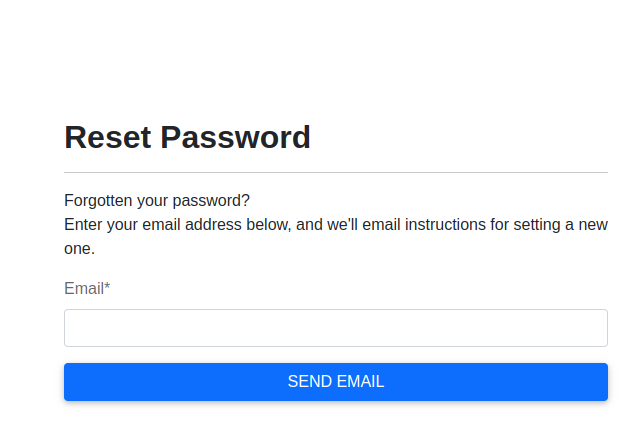 Reset Password
Forgotten your password?
Enter your email address below, and we'll email instructions for setting a new
one.
Email*
SEND EMAIL